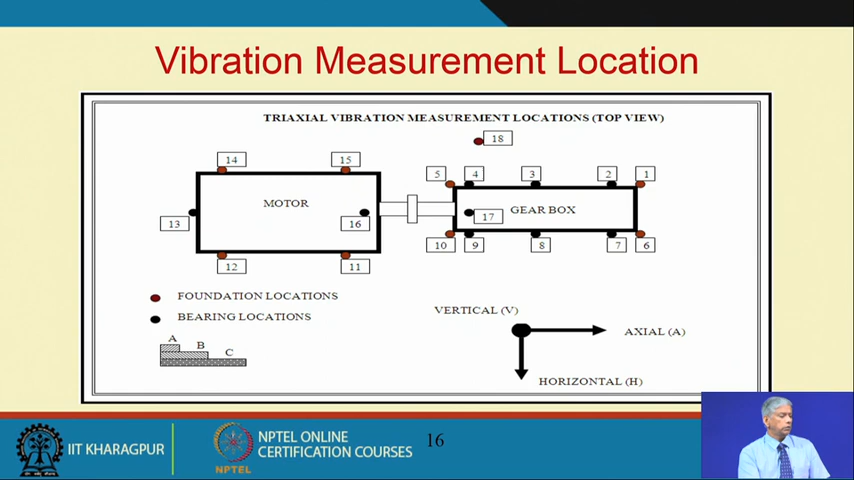 Vibration Measurement Location
TRIAXIAL VIBRATION MEASUREMENT LOCATIONS (TOP VIEW)
18
14 15 5 4 3 2 1
MOTOR
GEAR BOX
13 16 17
10 9 8 7 6
12 11
FOUNDATION LOCATIONS
BEARING LOCATIONS
A B C
VERTICAL (V)
AXIAL (A)
HORIZONTAL (H)
IIT KHARAGPUR
NPTEL
NPTEL ONLINE
CERTIFICATION COURSES
16